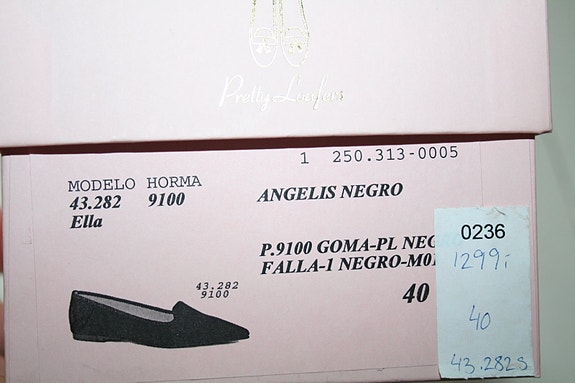 Pretty Loafers
1 250.313-0005
MODELO HORMA
43.282 9100
Ella
ANGELIS NEGRO
P.9100 GOMA-PL NEG
FALLA-1 NEGRO-M01
40
43.282
9100
0236
1299:-
40
43.282S